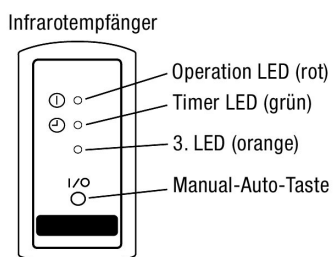 Infrarotempfänger
Operation LED (rot)
Timer LED (grün)
3. LED (orange)
I/O
Manual-Auto-Taste